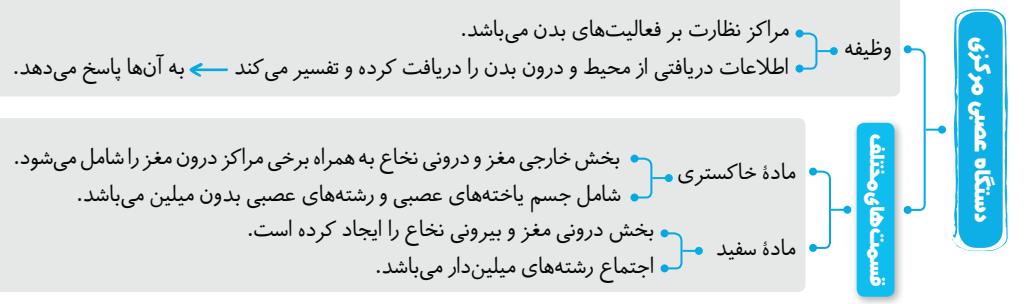 دستگاه عصبی مرکزی
وظیفه
مراکز نظارت بر فعالیت‌های بدن می‌باشد.
اطلاعات دریافتی از محیط و درون بدن را دریافت کرده و تفسیر می‌کند ← به آن‌ها پاسخ می‌دهد.
قسمت‌های مختلف
مادهٔ خاکستری
بخش خارجی مغز و درونی نخاع به همراه برخی مراکز درون مغز را شامل می‌شود.
شامل جسم یاخته‌های عصبی و رشته‌های عصبی بدون میلین می‌باشد.
مادهٔ سفید
بخش درونی مغز و بیرونی نخاع را ایجاد کرده است.
اجتماع رشته‌های میلین‌دار می‌باشد.